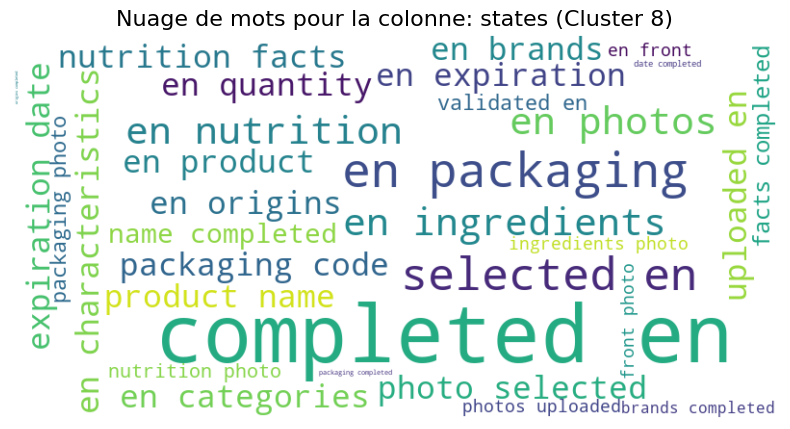 Nuage de mots pour la colonne: states (Cluster 8)
nutrition facts
en brands
en front
date completed
en quantity
en expiration
validated en
en photos
en nutrition
en product
en packaging
en origins
en ingredients
name completed
ingredients photo
packaging code
selected en
product name
completed en
nutrition photo
packaging completed
en categories
photo selected
photos uploaded
brands completed
origins completed
expiration date
packaging photo
en characteristics
front photo
uploaded en
facts completed